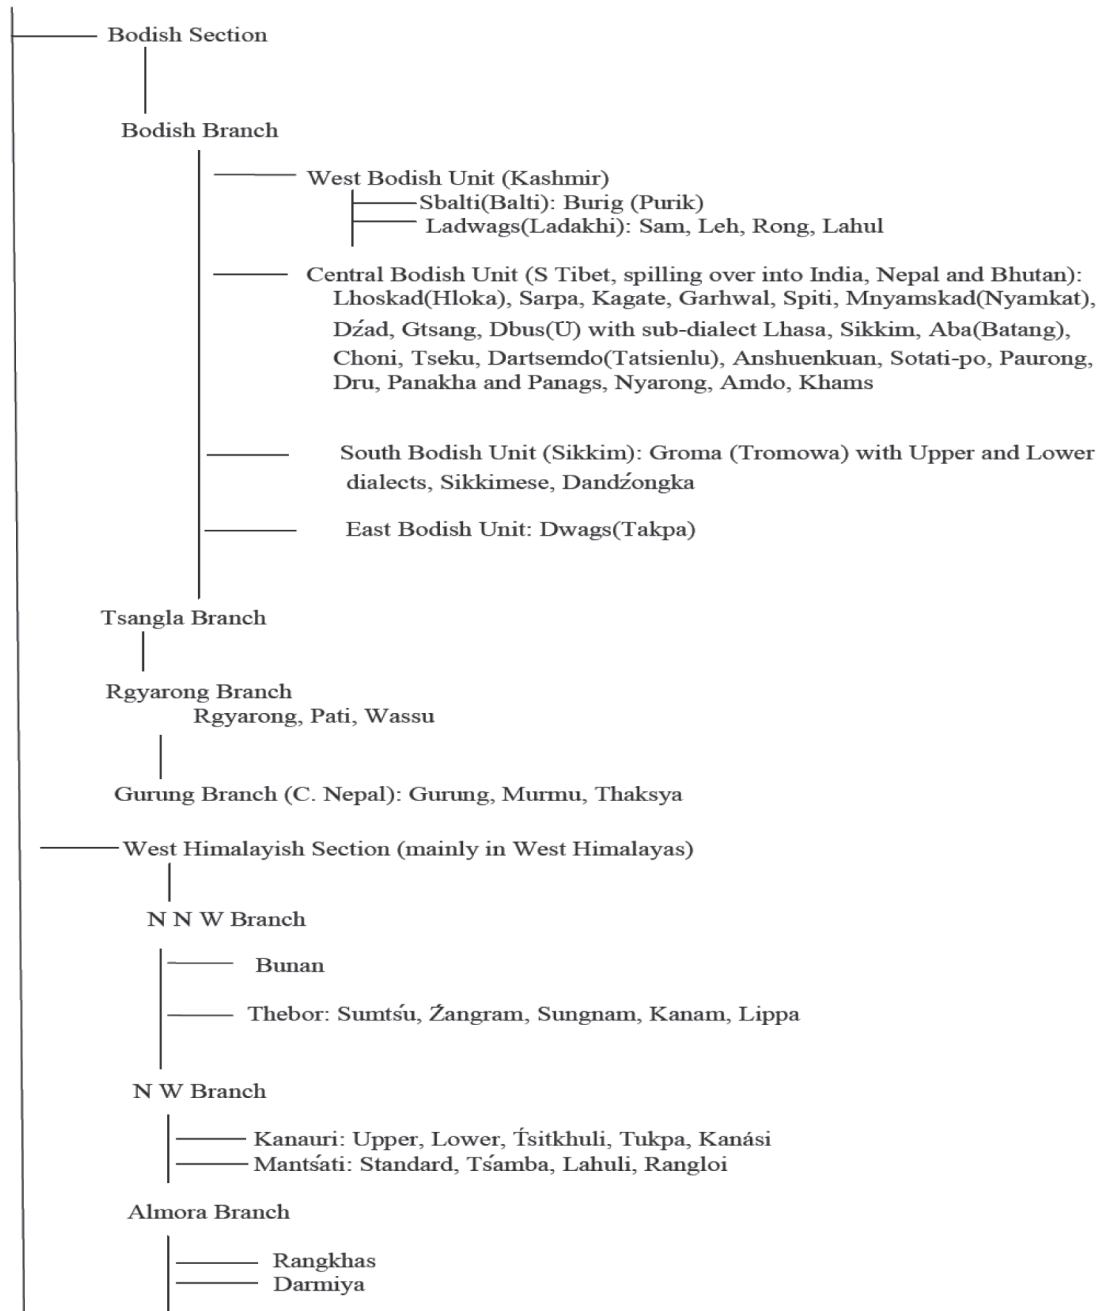 Bodish Section
Bodish Branch
West Bodish Unit (Kashmir)
Sbalti(Balti): Burig (Purik)
Ladwags(Ladakhi): Sam, Leh, Rong, Lahul
Central Bodish Unit (S Tibet, spilling over into India, Nepal and Bhutan):
Lhoskad(Hloka), Sarpa, Kagate, Garhwal, Spiti, Mnyamskad(Nyamkat),
Dźad, Gtsang, Dbus(Ü) with sub-dialect Lhasa, Sikkim, Aba(Batang),
Choni, Tseku, Dartsemdo(Tatsienlu), Anshuenkuan, Sotati-po, Paurong,
Dru, Panakha and Panags, Nyarong, Amdo, Khams
South Bodish Unit (Sikkim): Groma (Tromowa) with Upper and Lower
dialects, Sikkimese, Dandźongka
East Bodish Unit: Dwags(Takpa)
Tsangla Branch
Rgyarong Branch
Rgyarong, Pati, Wassu
Gurung Branch (C. Nepal): Gurung, Murmu, Thaksya
West Himalayish Section (mainly in West Himalayas)
N N W Branch
Bunan
Thebor: Sumtśu, Źangram, Sungnam, Kanam, Lippa
N W Branch
Kanauri: Upper, Lower, T́sitkhuli, Tukpa, Kanási
Mantśati: Standard, Tśamba, Lahuli, Rangloi
Almora Branch
Rangkhas
Darmiya